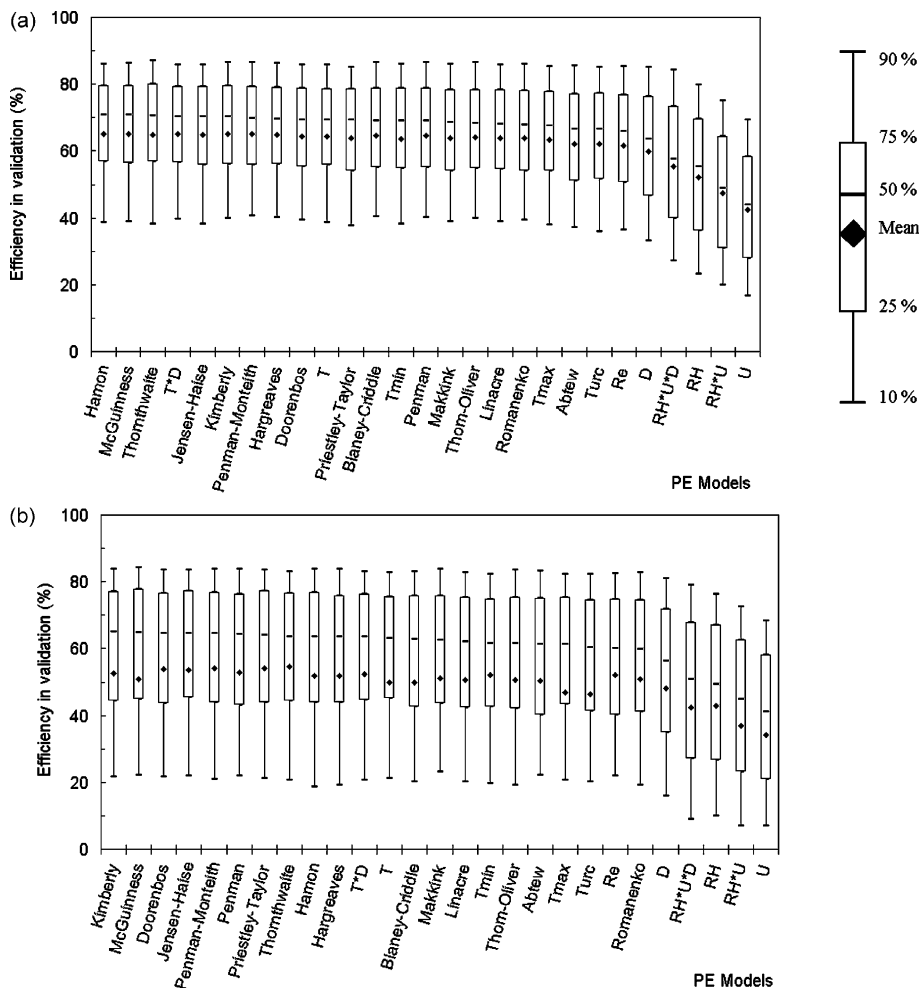 (a)
100
80
60
40
20
0
Efficiency in validation (%)
Hamon
McGuinness
Thornthwaite
T*D
Jensen-Haise
Kimberly
Penman-Monteith
Hargreaves
Doorenbos
T
Priestley-Taylor
Blaney-Criddle
Tmin
Penman
Makkink
Thom-Oliver
Linacre
Romanenko
Tmax
Abtew
Turc
Re
D
RH*U*D
RH
RH*U
U
PE Models
90 %
75 %
50 %
Mean
25 %
10 %
(b)
100
80
60
40
20
0
Efficiency in validation (%)
Kimberly
McGuinness
Doorenbos
Jensen-Haise
Penman-Monteith
Penman
Priestley-Taylor
Thornthwaite
Hamon
Hargreaves
T*D
T
Blaney-Criddle
Makkink
Linacre
Tmin
Thom-Oliver
Abtew
Tmax
Turc
Re
Romanenko
D
RH*U*D
RH
RH*U
U
PE Models